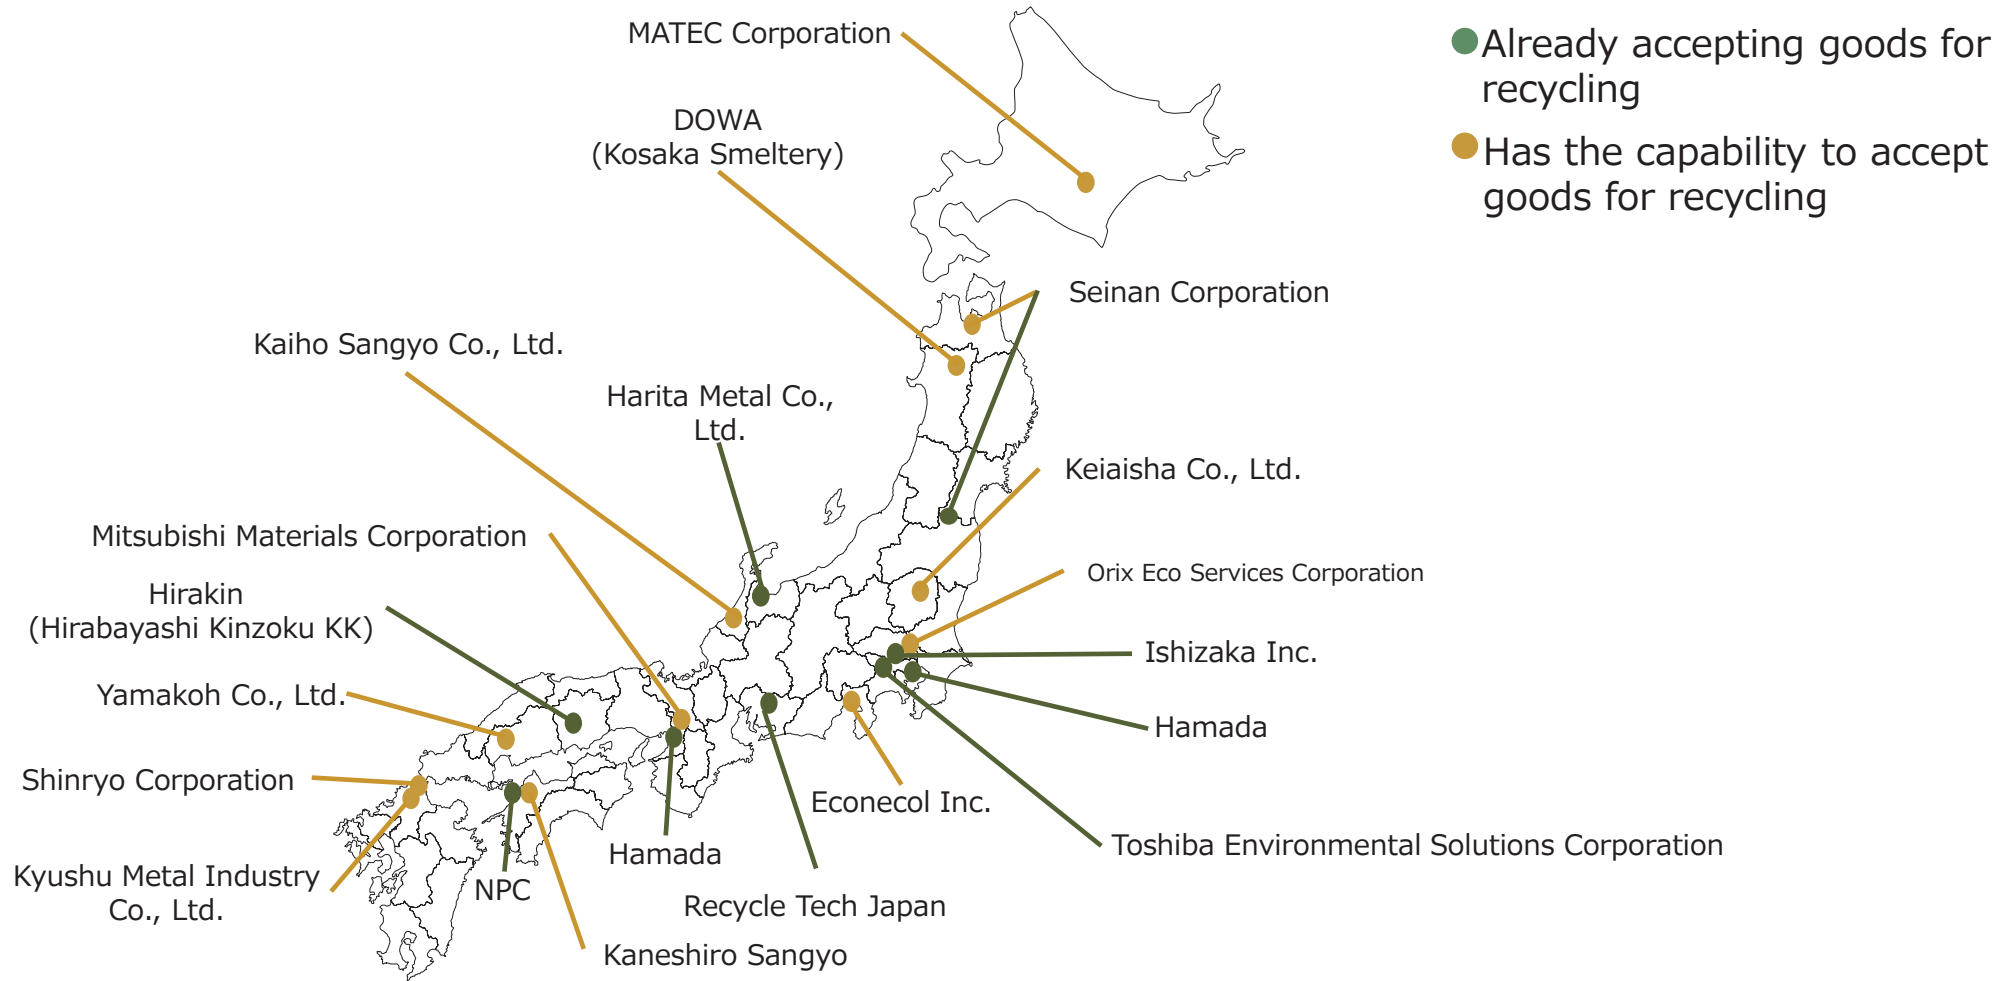 MATEC Corporation
Already accepting goods for
recycling
DOWA
(Kosaka Smeltery)
Has the capability to accept
goods for recycling
Seinan Corporation
Kaiho Sangyo Co., Ltd.
Harita Metal Co.,
Ltd.
Keiaisha Co., Ltd.
Mitsubishi Materials Corporation
Orix Eco Services Corporation
Hirakin
(Hirabayashi Kinzoku KK)
Ishizaka Inc.
Yamakoh Co., Ltd.
Hamada
Shinryo Corporation
Econecol Inc.
Toshiba Environmental Solutions Corporation
Hamada
Kyushu Metal Industry
Co., Ltd.
NPC
Recycle Tech Japan
Kaneshiro Sangyo